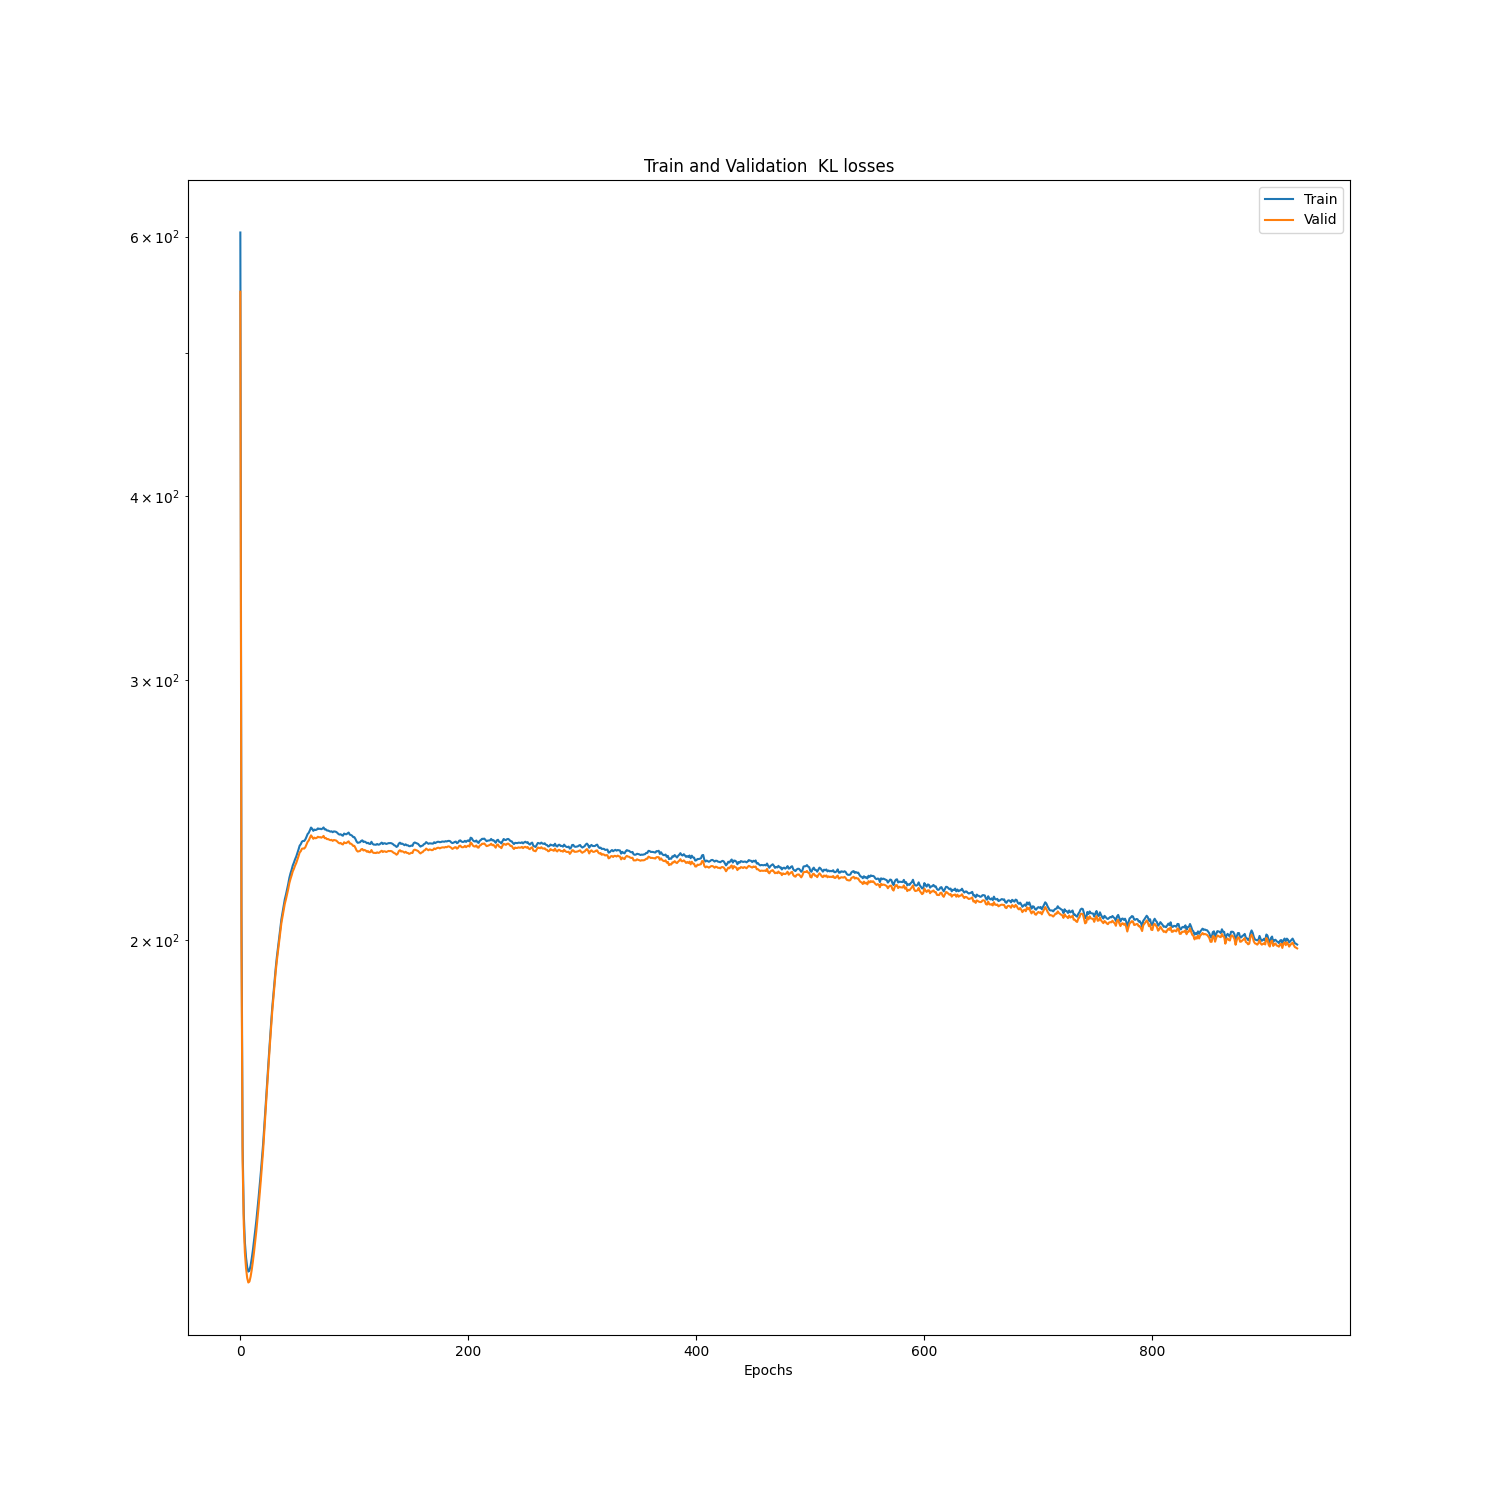 Train and Validation  KL losses
Train
Valid
6 × 10²
4 × 10²
3 × 10²
2 × 10²
0 200 400 600 800
Epochs